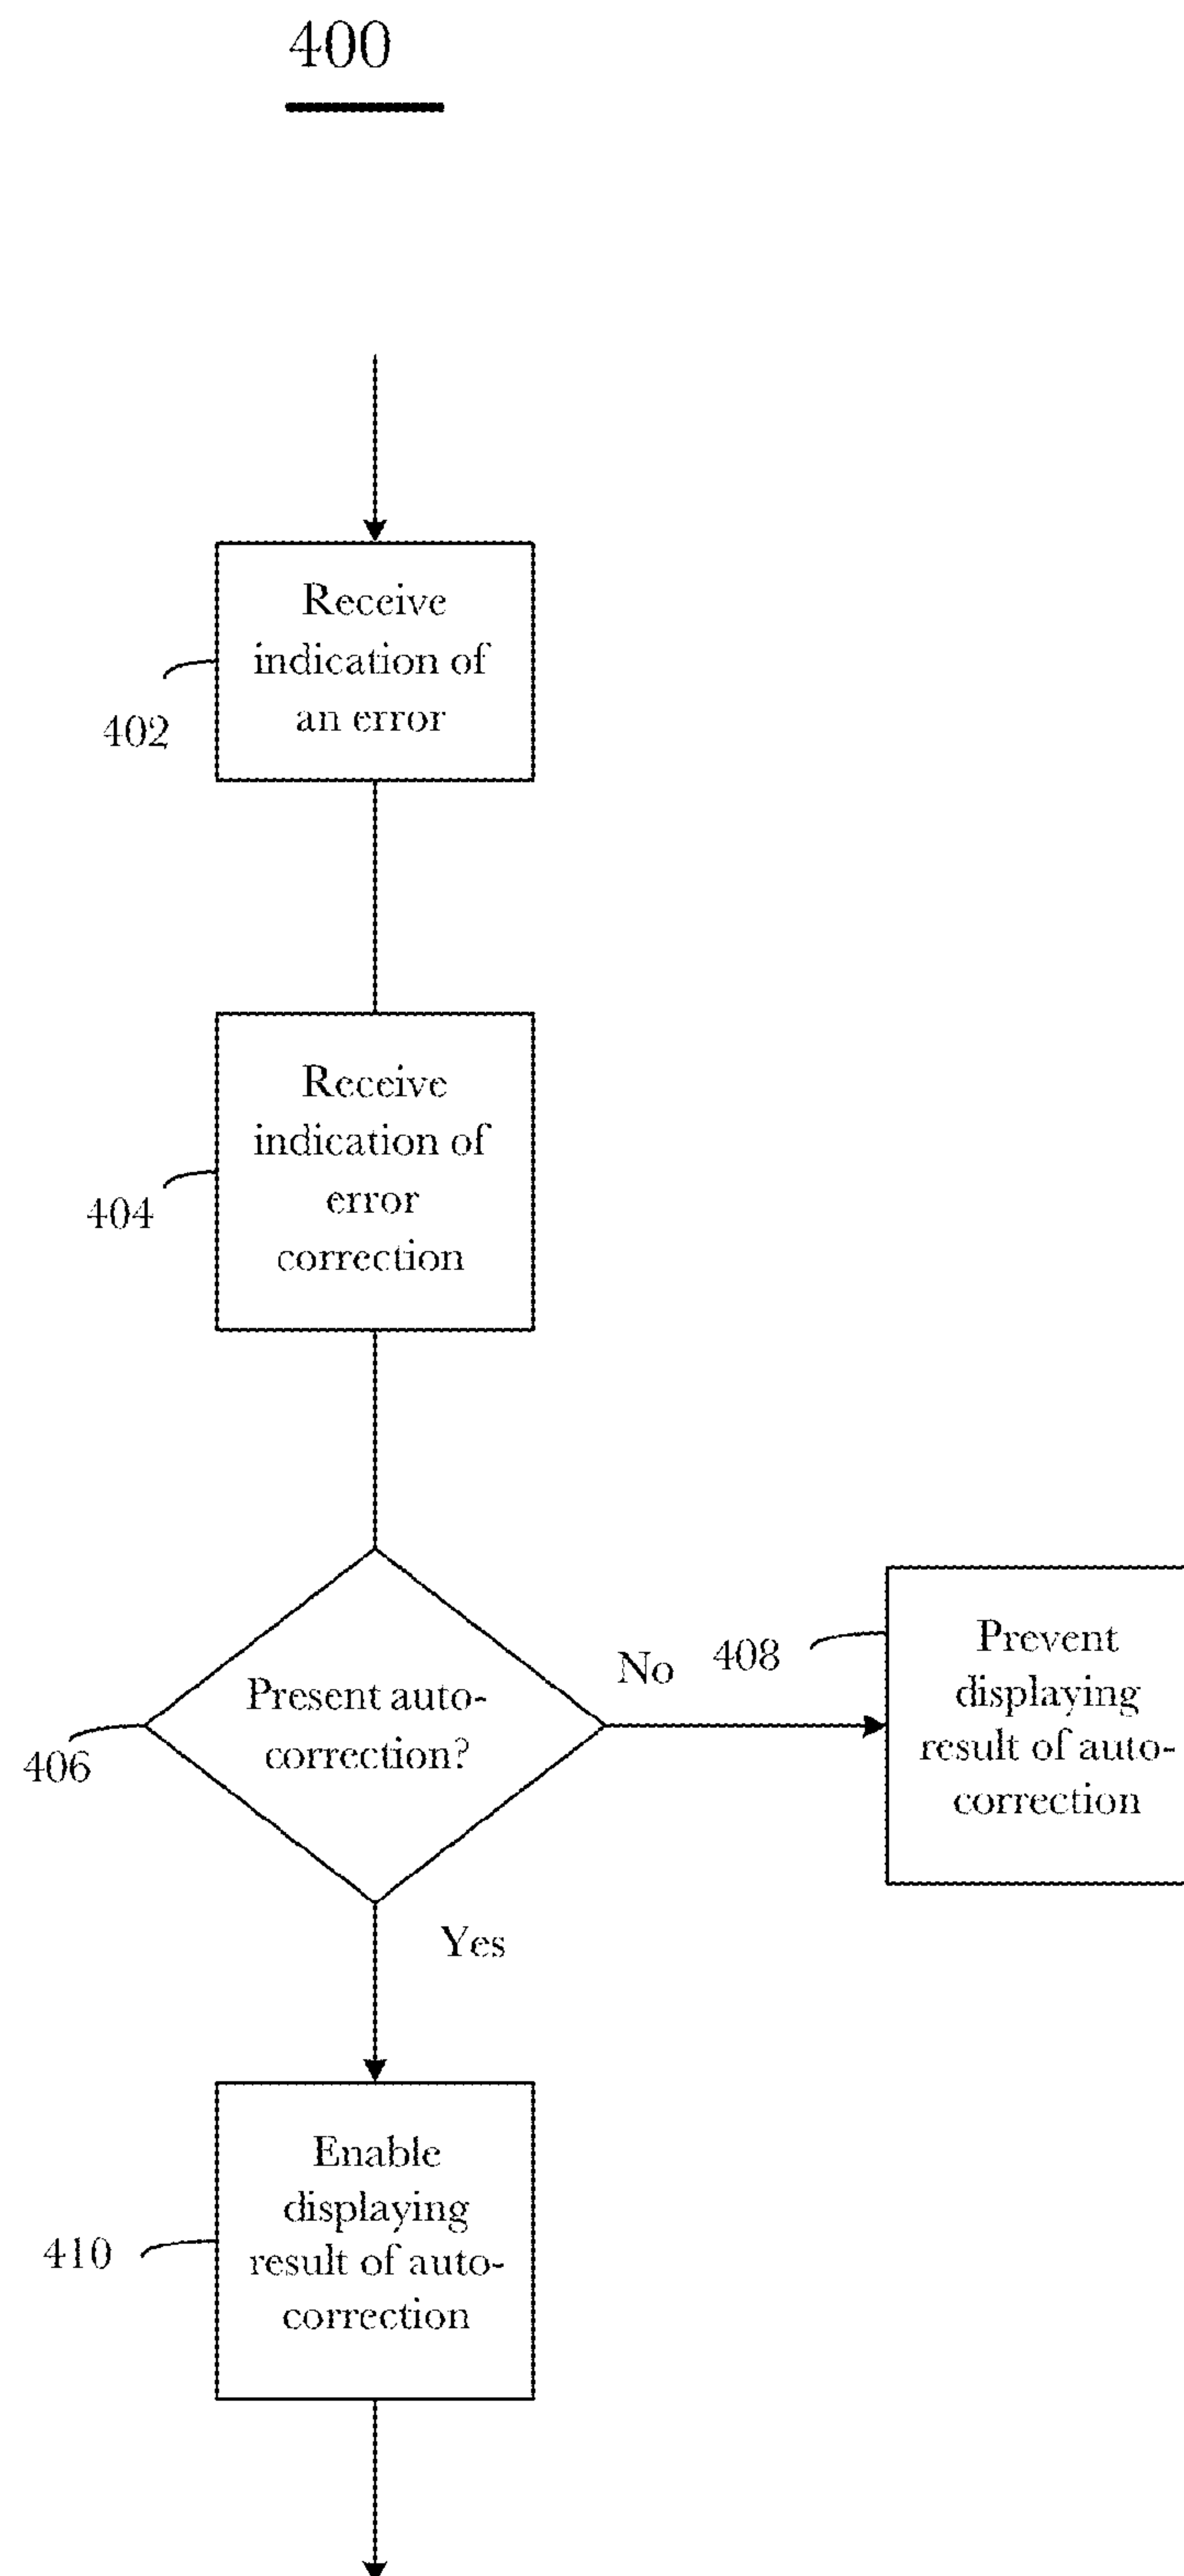 400
Receive
indication of
an error
402
Receive
indication of
error
correction
404
Present auto-
correction?
406
No
408
Prevent
displaying
result of auto-
correction
Yes
Enable
displaying
result of auto-
correction
410